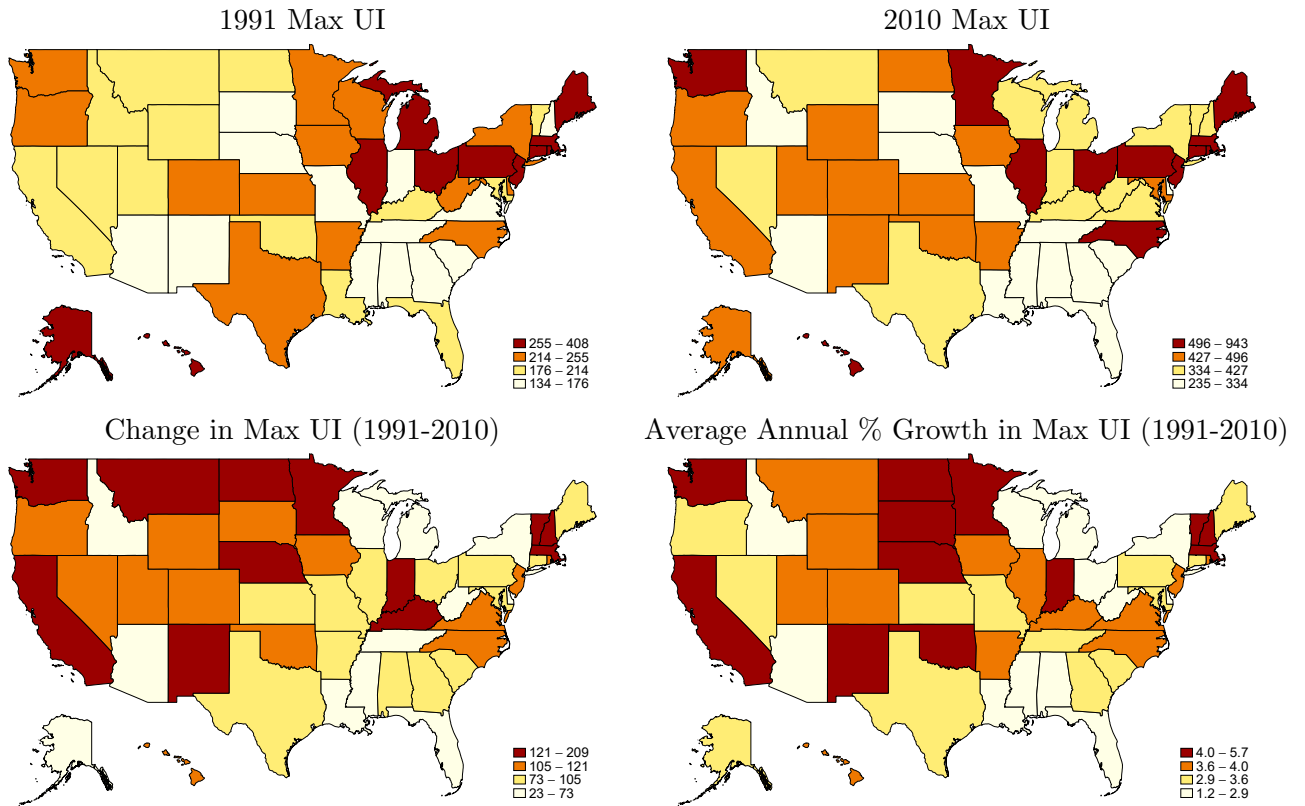 1991 Max UI
255 – 408
214 – 255
176 – 214
134 – 176
2010 Max UI
496 – 943
427 – 496
334 – 427
235 – 334
Change in Max UI (1991-2010)
121 – 209
105 – 121
73 – 105
23 – 73
Average Annual % Growth in Max UI (1991-2010)
4.0 – 5.7
3.6 – 4.0
2.9 – 3.6
1.2 – 2.9